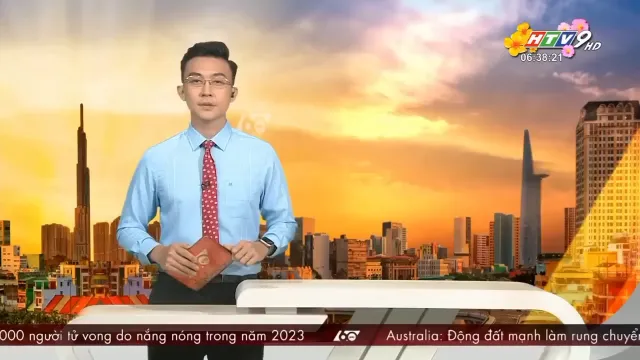 HTV9 HD
06:38:21
000 người tử vong do nắng nóng trong năm 2023 60 Australia: Động đất mạnh làm rung chuyể